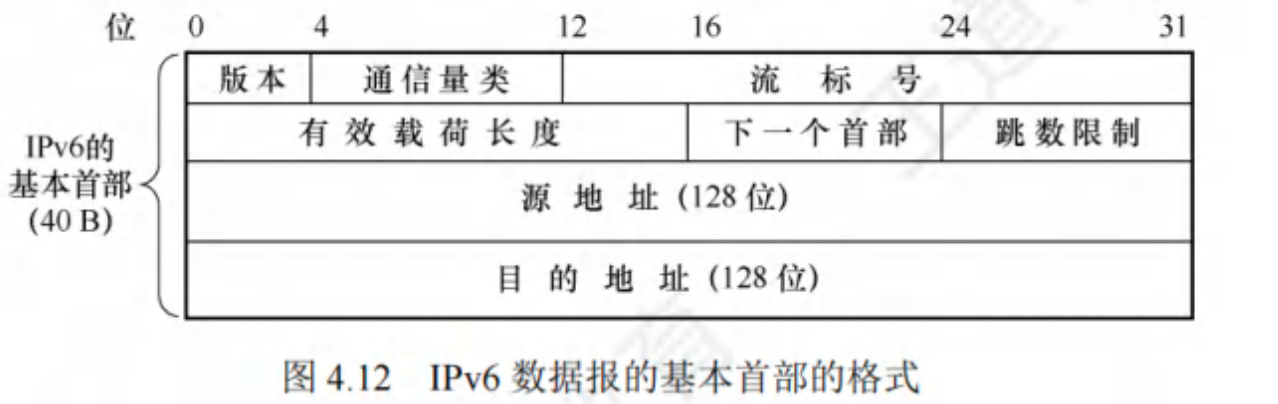 位 0 4 12 16 24 31
版本 通信量类 流标号
有效载荷长度 下一个首部 跳数限制
IPv6的
基本首部
(40 B)
源地址(128 位)
目的地址(128 位)
图 4.12 IPv6 数据报的基本首部的格式